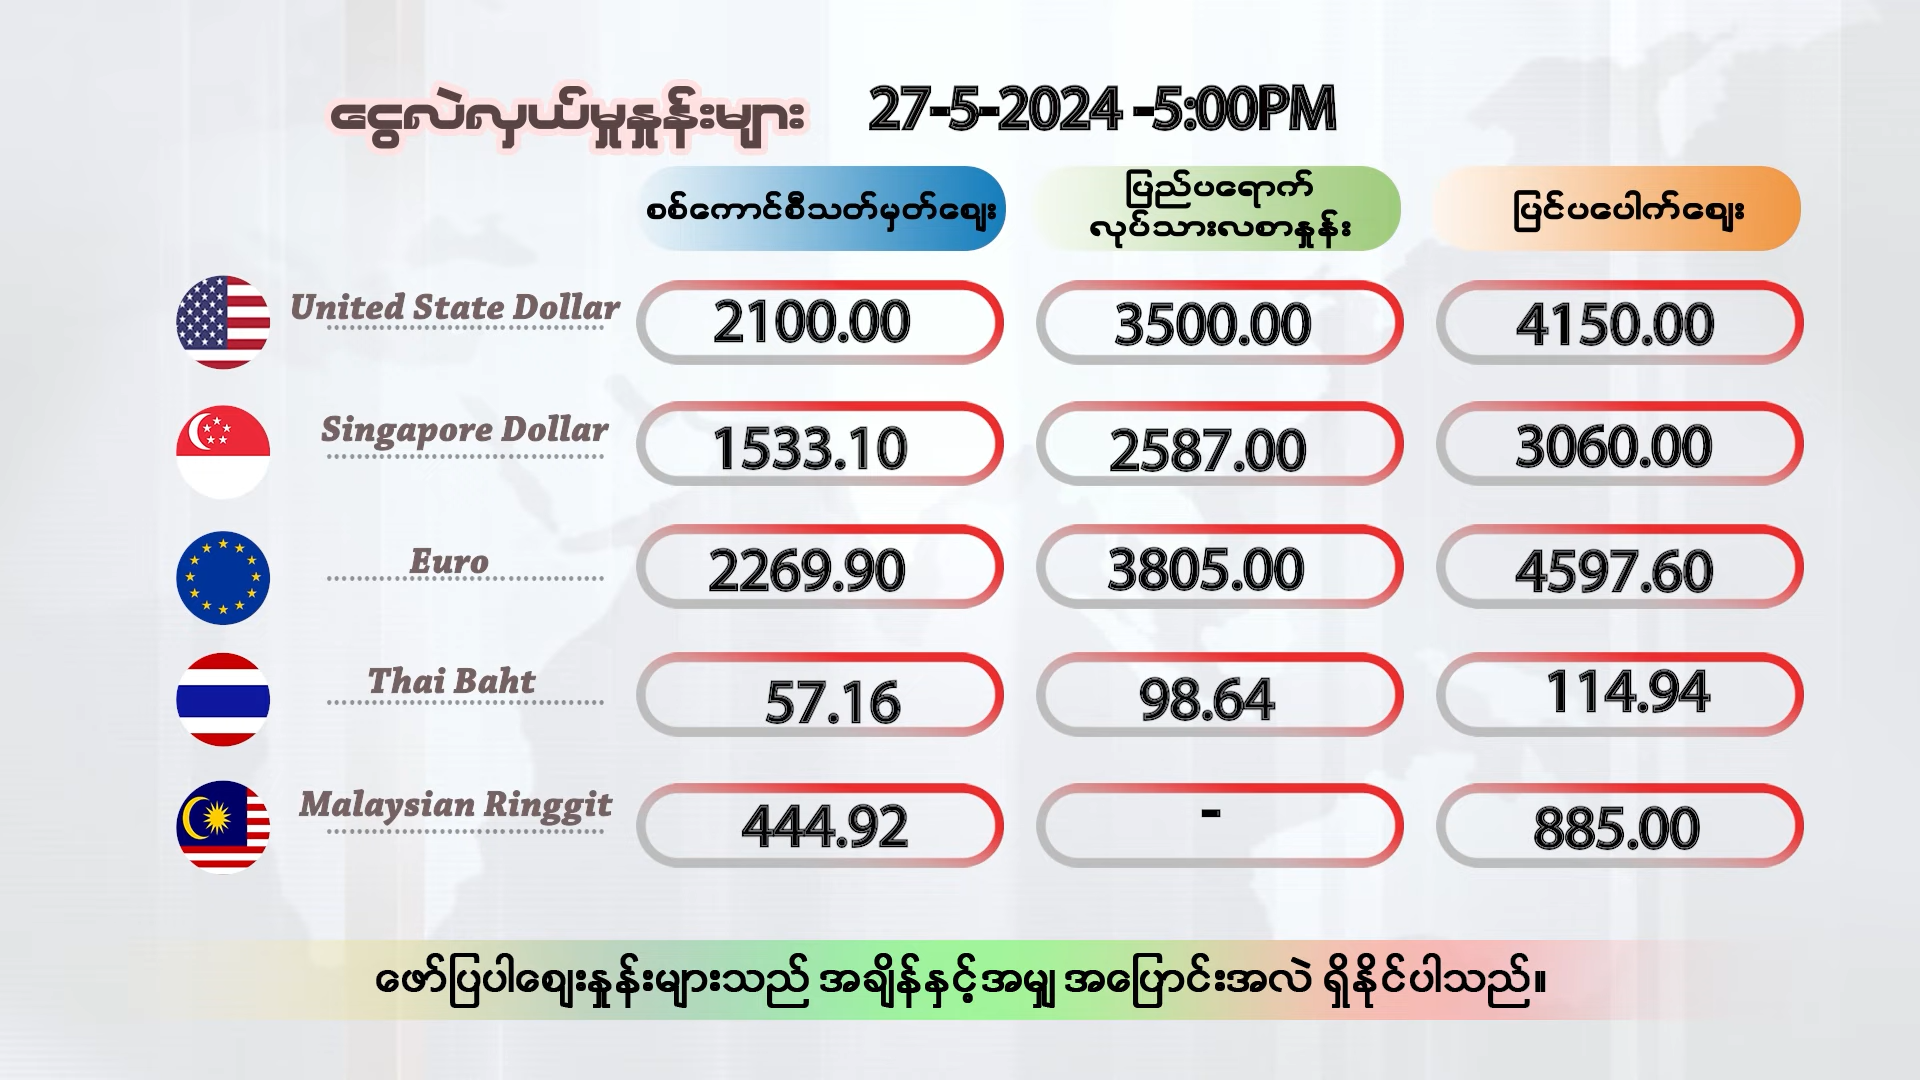 ငွေလဲလှယ်မှုနှုန်းများ 27-5-2024 -5:00PM
စစ်ကောင်စီသတ်မှတ်ဈေး
ပြည်ပရောက်
လုပ်သားလစာနှုန်း
ပြင်ပပေါက်ဈေး
United State Dollar 2100.00 3500.00 4150.00
Singapore Dollar 1533.10 2587.00 3060.00
Euro 2269.90 3805.00 4597.60
Thai Baht 57.16 98.64 114.94
Malaysian Ringgit 444.92 - 885.00
ဖော်ပြပါဈေးနှုန်းများသည် အချိန်နှင့်အမျှ အပြောင်းအလဲ ရှိနိုင်ပါသည်။